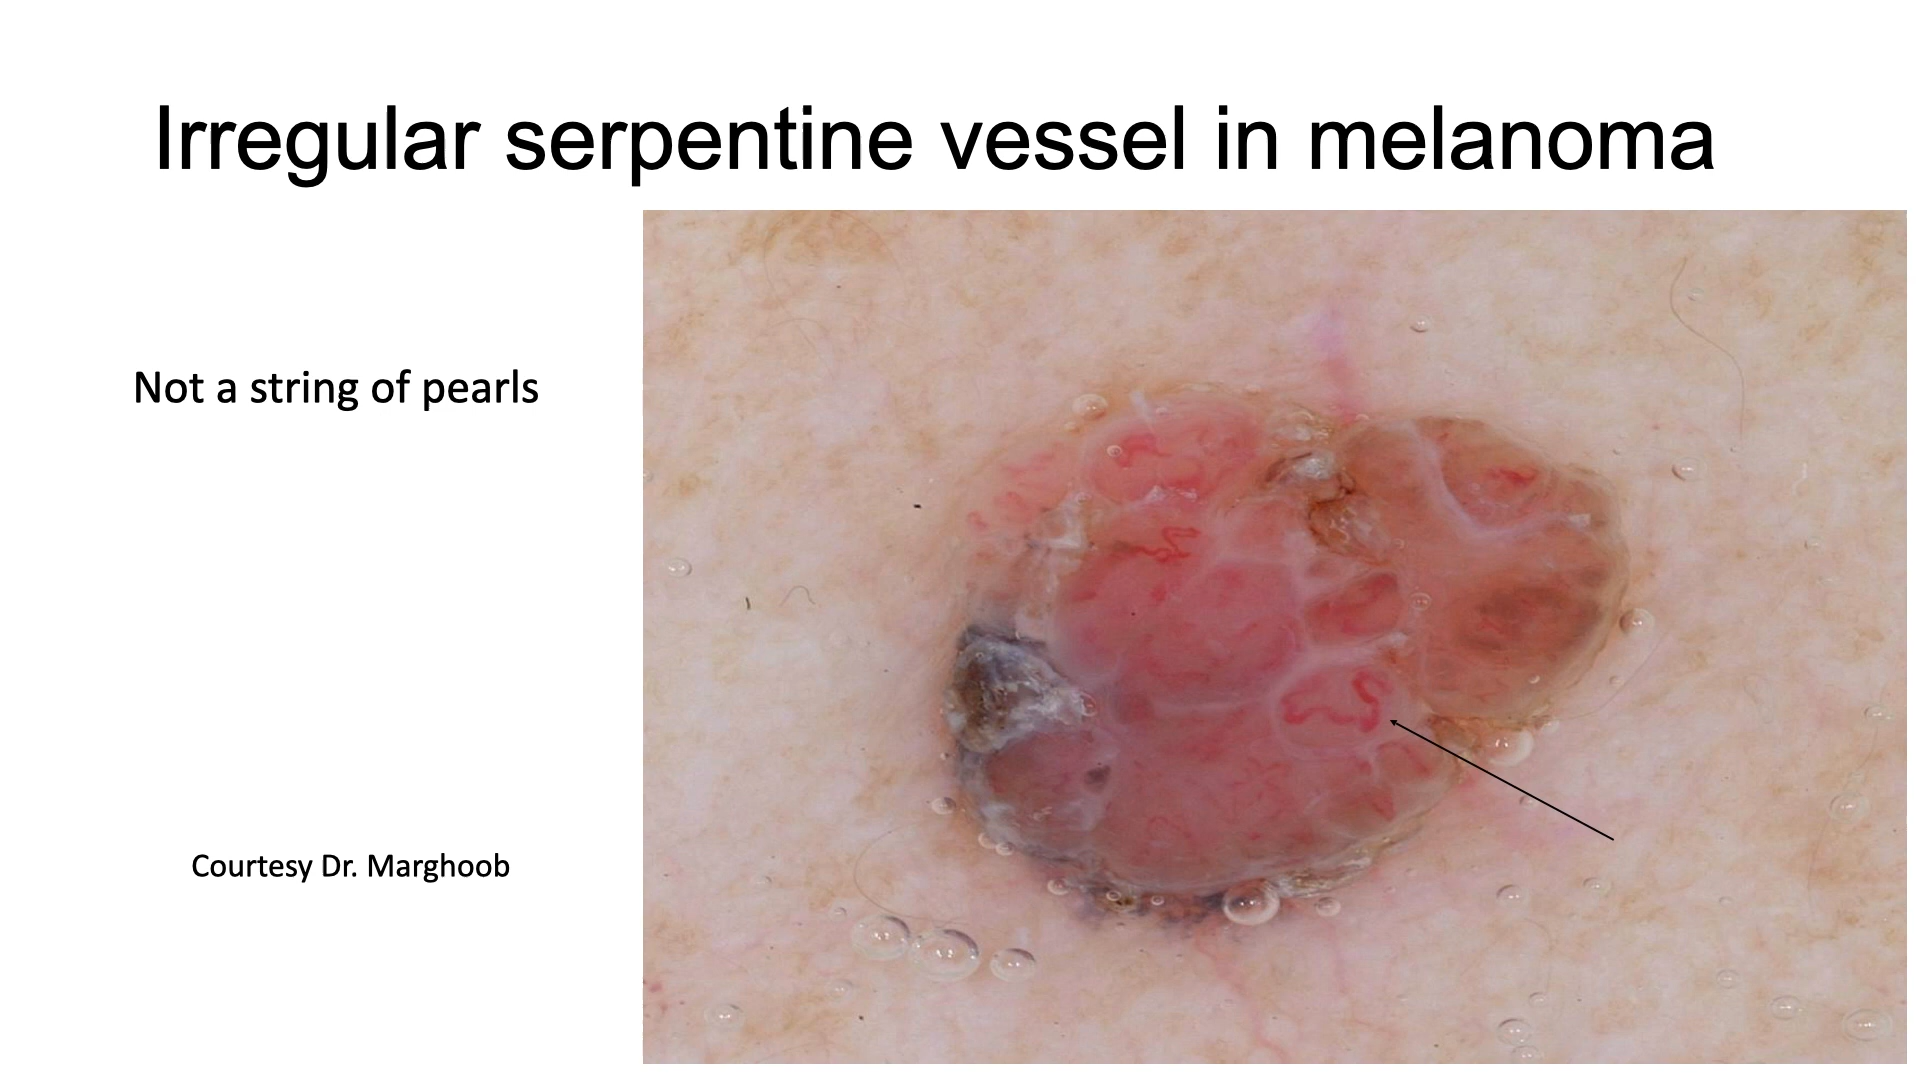 Irregular serpentine vessel in melanoma
Not a string of pearls
Courtesy Dr. Marghoob